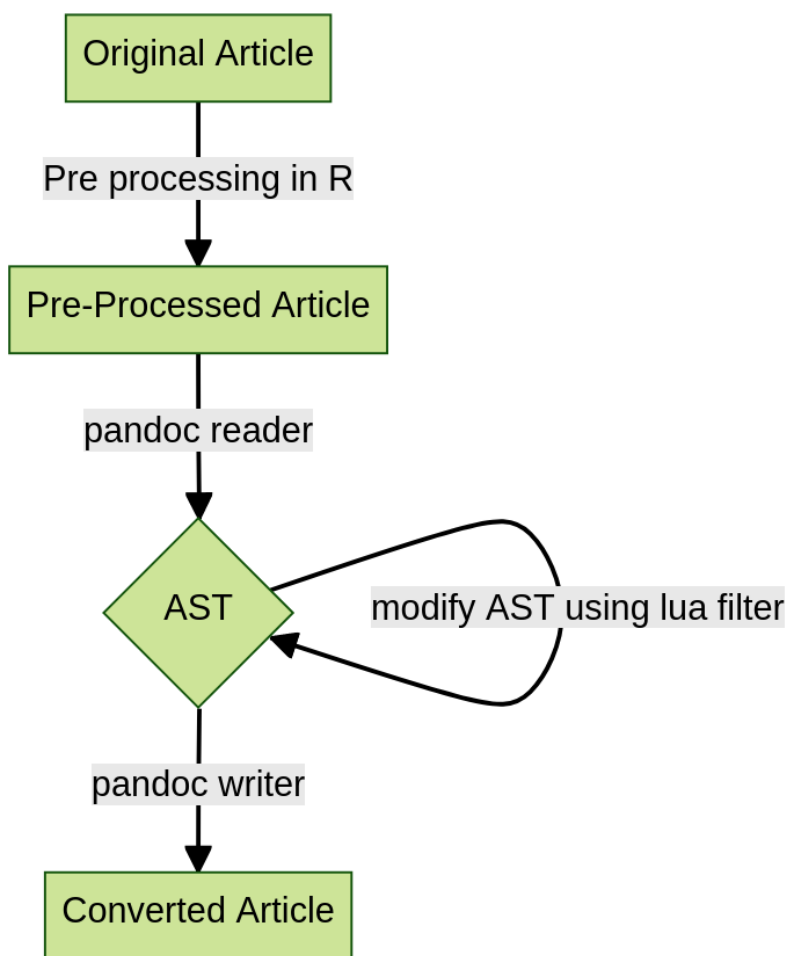 Original Article
Pre processing in R
Pre-Processed Article
pandoc reader
AST
modify AST using lua filter
pandoc writer
Converted Article